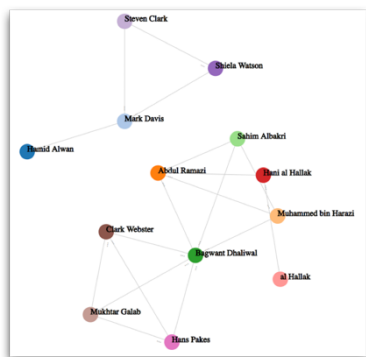 Steven Clark
Shiela Watson
Mark Davis
Hamid Alwan
Sahim Albakri
Abdul Ramazi
Hani al Hallak
Muhammed bin Harazi
Clark Webster
Bagwant Dhaliwal
al Hallak
Mukhtar Galab
Hans Pakes